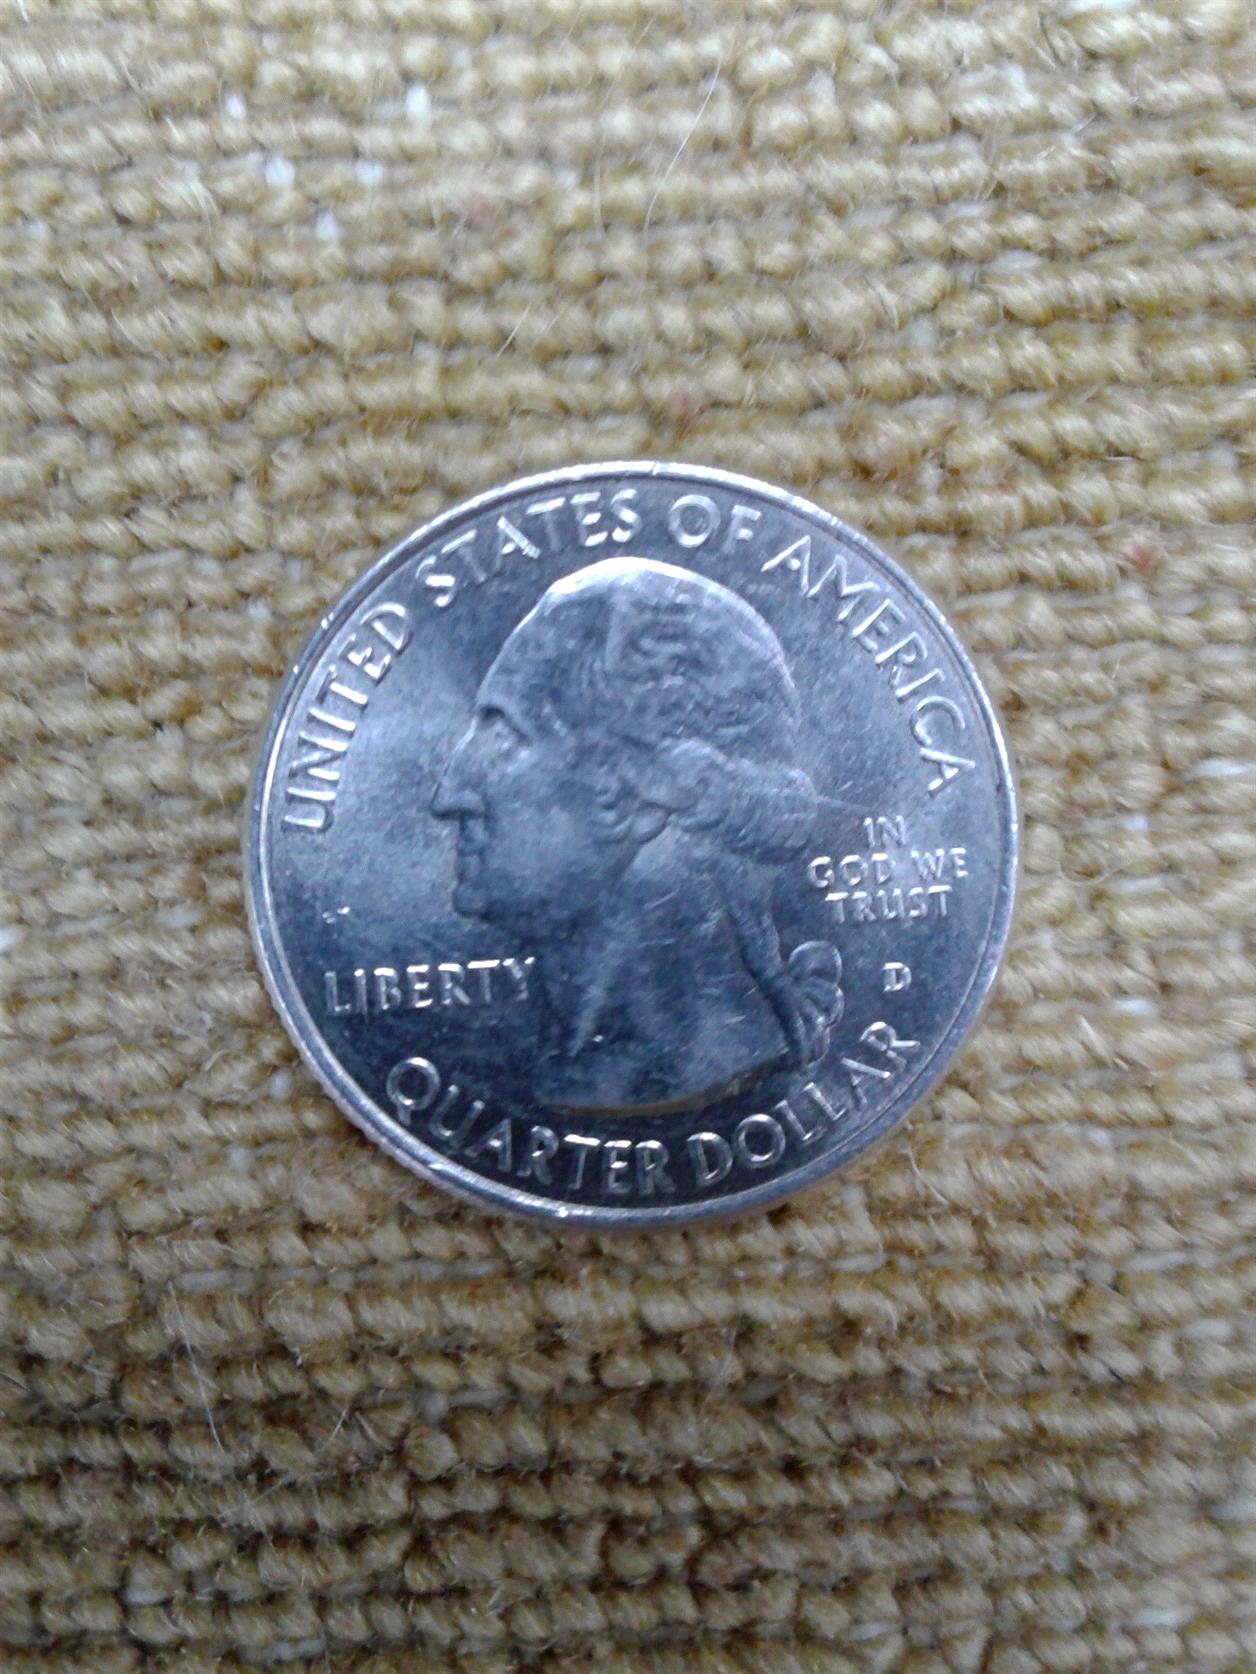 UNITED STATES OF AMERICA
IN
GOD WE
TRUST
LIBERTY
D
QUARTER DOLLAR